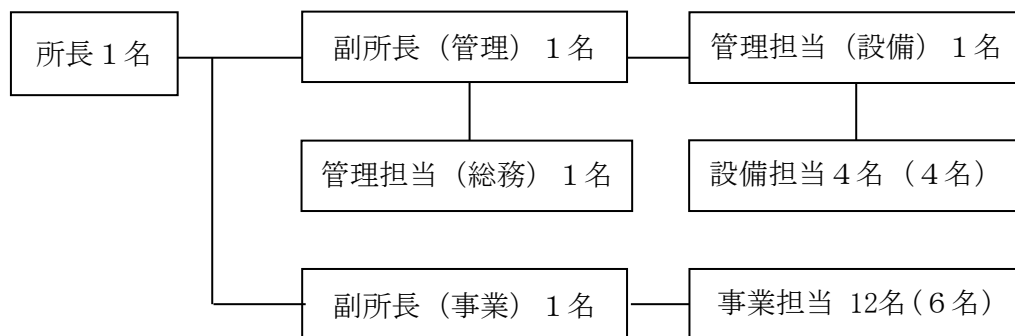 所長１名
副所長（管理）１名
管理担当（設備）１名
管理担当（総務）１名
設備担当４名（４名）
副所長（事業）１名
事業担当 12名(６名)